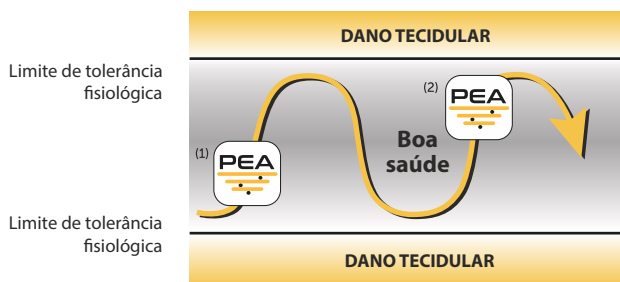 DANO TECIDULAR
Limite de tolerância
fisiológica
(2)
PEA
Boa
saúde
(1)
PEA
Limite de tolerância
fisiológica
DANO TECIDULAR